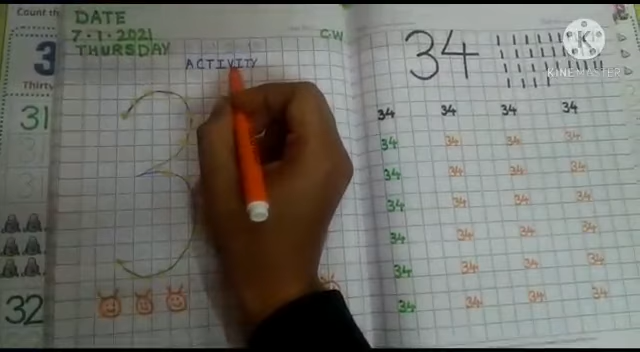 Count th
DATE
7·1·2021
THURSDAY
C·W
ACTIVITY
3
Thirty
31
32
3
34
34 34 34 34
34 34 34 34
34 34 34 34
34 34 34 34
34 34 34 34
34 34 34 34
34 34 34 34
KINEMASTER